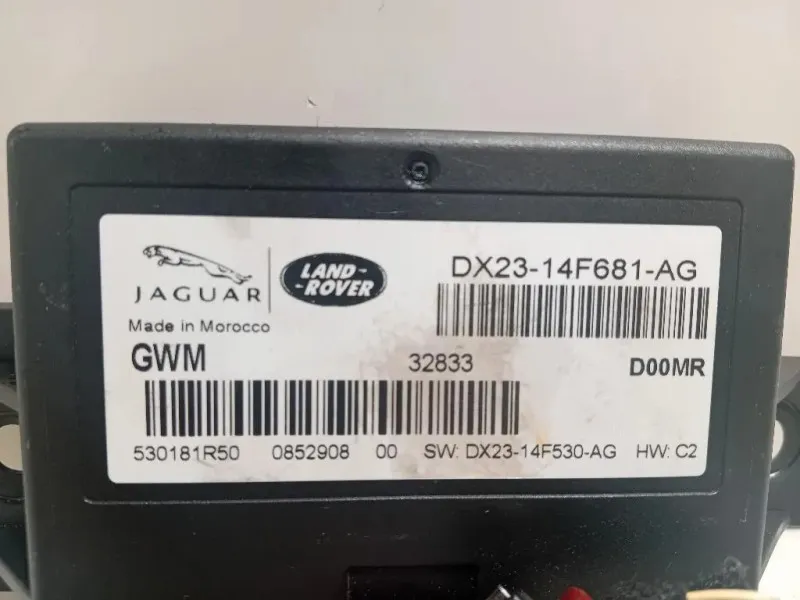 JAGUAR
LAND-
-ROVER
DX23-14F681-AG
Made in Morocco
GWM 32833 D00MR
530181R50 0852908 00 SW: DX23-14F530-AG HW: C2